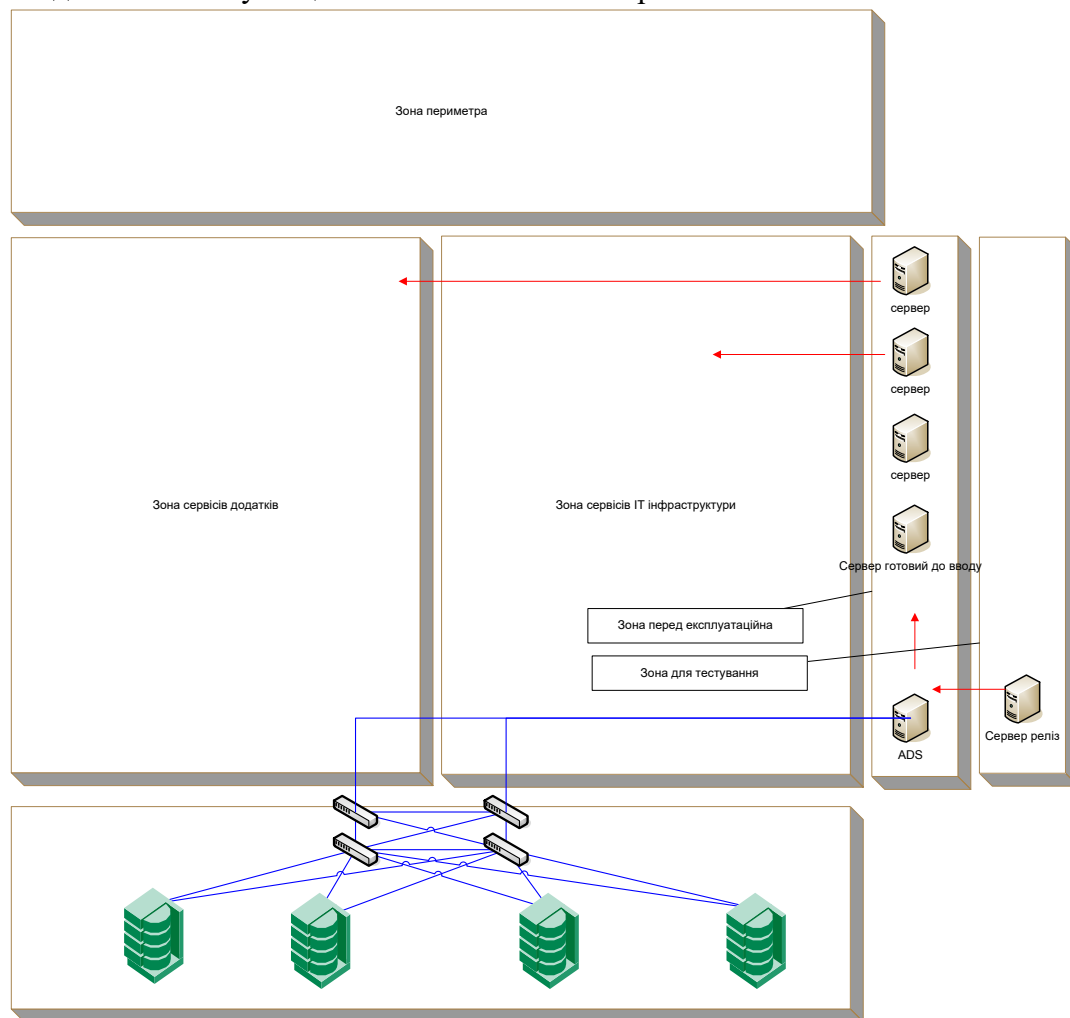 Зона периметра
сервер
сервер
сервер
Зона сервісів додатків
Зона сервісів ІТ інфраструктури
Сервер готовий до вводу
Зона перед експлуатаційна
Зона для тестування
Сервер реліз
ADS